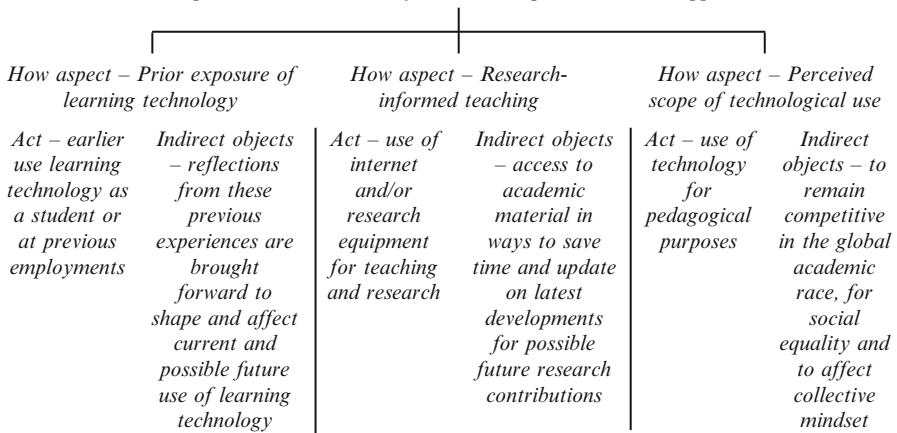 How aspect – Prior exposure of
learning technology
How aspect – Research-
informed teaching
How aspect – Perceived
scope of technological use
Act – earlier
use learning
technology as
a student or
at previous
employments
Indirect objects
– reflections
from these
previous
experiences are
brought
forward to
shape and affect
current and
possible future
use of learning
technology
Act – use of
internet
and/or
research
equipment
for teaching
and research
Indirect objects
– access to
academic
material in
ways to save
time and update
on latest
developments
for possible
future research
contributions
Act – use of
technology
for
pedagogical
purposes
Indirect
objects – to
remain
competitive
in the global
academic
race, for
social
equality and
to affect
collective
mindset